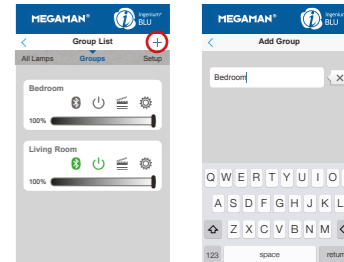 MEGAMAN® ingenium® BLU
Group List +
All Lamps Groups Setup
Bedroom
100%
Living Room
100%
MEGAMAN® ingenium® BLU
Add Group
Bedroom
Q W E R T Y U I O
A S D F G H J K L
Z X C V B N M
123 space return